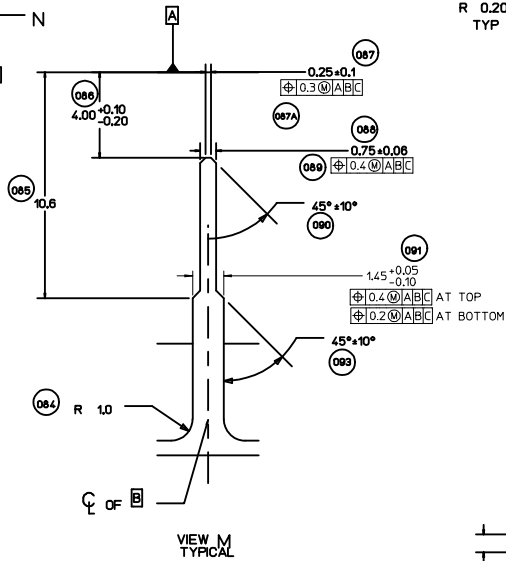 R 0.20
TYP
N
A
087
0.25±0.1
⌖ 0.3 Ⓜ A B C
086
4.00 +0.10 -0.20
087A
088
0.75±0.06
089 ⌖ 0.4 Ⓜ A B C
085
10.6
45° ±10°
090
091
1.45 +0.05 -0.10
⌖ 0.4 Ⓜ A B C AT TOP
⌖ 0.2 Ⓜ A B C AT BOTTOM
45° ±10°
093
084 R 1.0
℄ OF B
VIEW M
TYPICAL